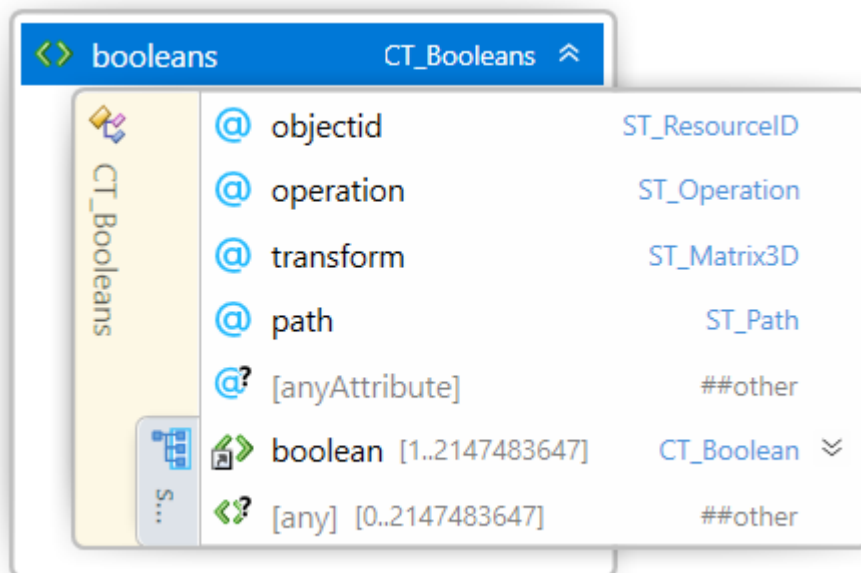 booleans CT_Booleans
CT_Booleans
@ objectid ST_ResourceID
@ operation ST_Operation
@ transform ST_Matrix3D
@ path ST_Path
@? [anyAttribute] ##other
boolean [1..2147483647] CT_Boolean
[any] [0..2147483647] ##other
S...